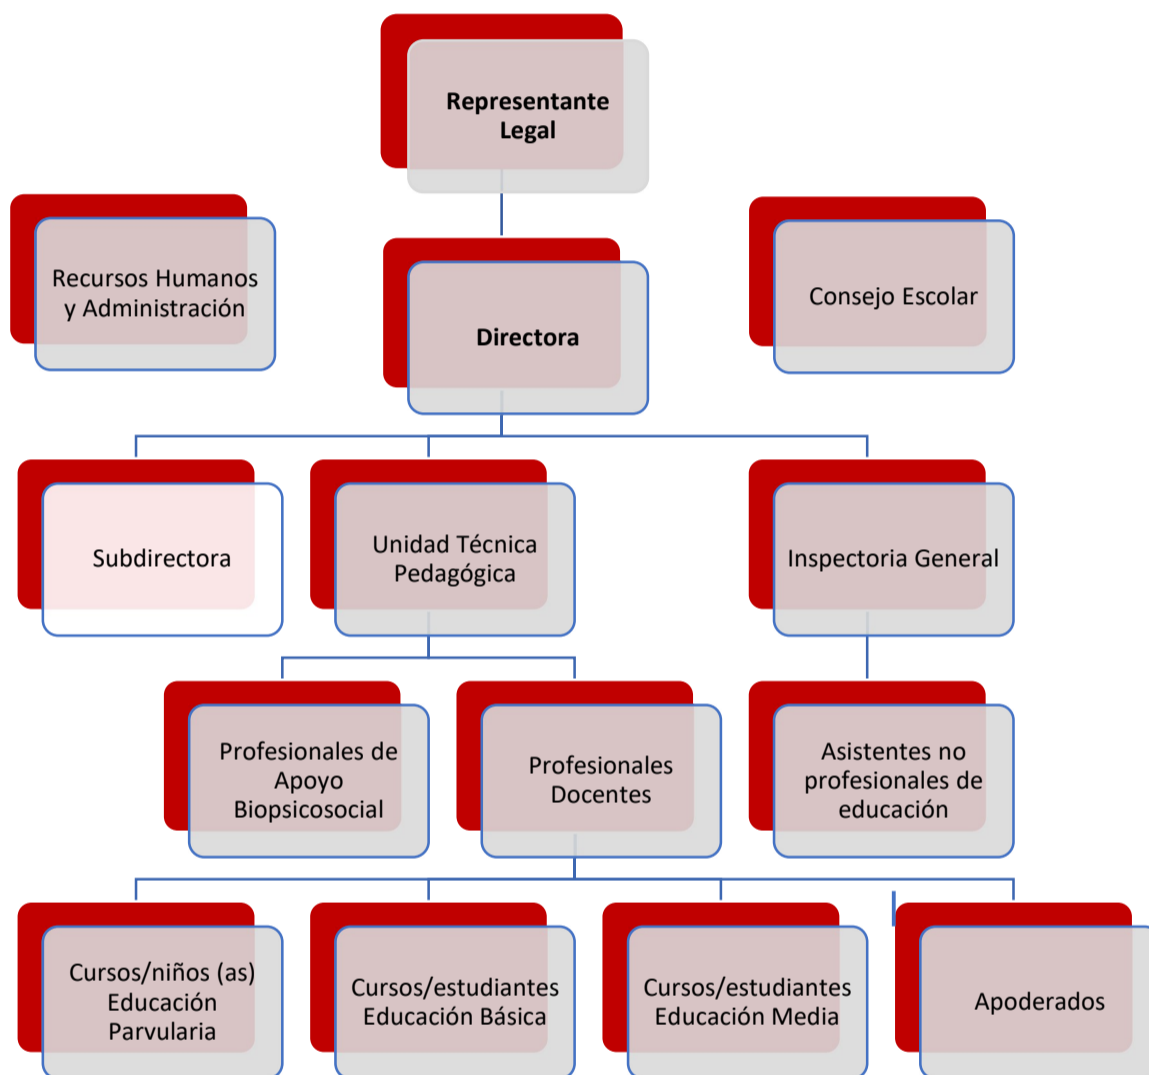 Representante
Legal
Recursos Humanos
y Administración
Directora
Consejo Escolar
Subdirectora
Unidad Técnica
Pedagógica
Inspectoria General
Profesionales de
Apoyo
Biopsicosocial
Profesionales
Docentes
Asistentes no
profesionales de
educación
Cursos/niños (as)
Educación
Parvularia
Cursos/estudiantes
Educación Básica
Cursos/estudiantes
Educación Media
Apoderados